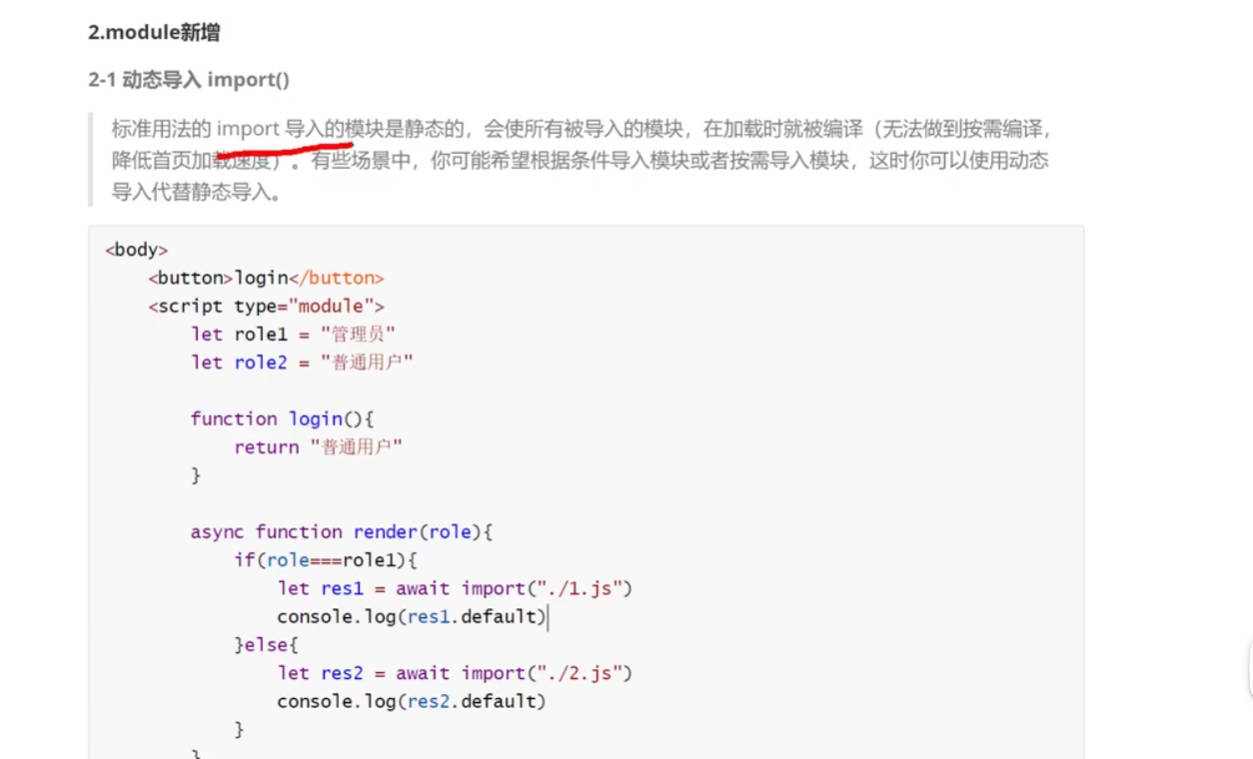 2.module新增
2-1 动态导入 import()
标准用法的 import 导入的模块是静态的，会使所有被导入的模块，在加载时就被编译（无法做到按需编译，
降低首页加载速度）。有些场景中，你可能希望根据条件导入模块或者按需导入模块，这时你可以使用动态
导入代替静态导入。
<body>
    <button>login</button>
    <script type="module">
        let role1 = "管理员"
        let role2 = "普通用户"
        function login(){
            return "普通用户"
        }
        async function render(role){
            if(role===role1){
                let res1 = await import("./1.js")
                console.log(res1.default)
            }else{
                let res2 = await import("./2.js")
                console.log(res2.default)
            }
        }